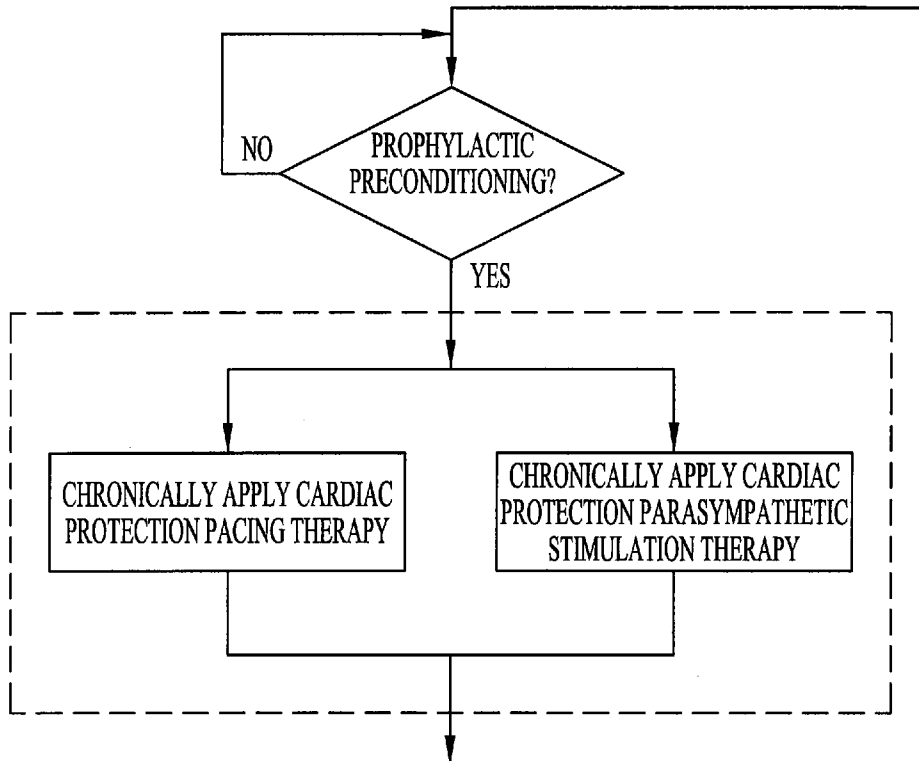 PROPHYLACTIC
PRECONDITIONING?
NO
YES
CHRONICALLY APPLY CARDIAC
PROTECTION PACING THERAPY
CHRONICALLY APPLY CARDIAC
PROTECTION PARASYMPATHETIC
STIMULATION THERAPY